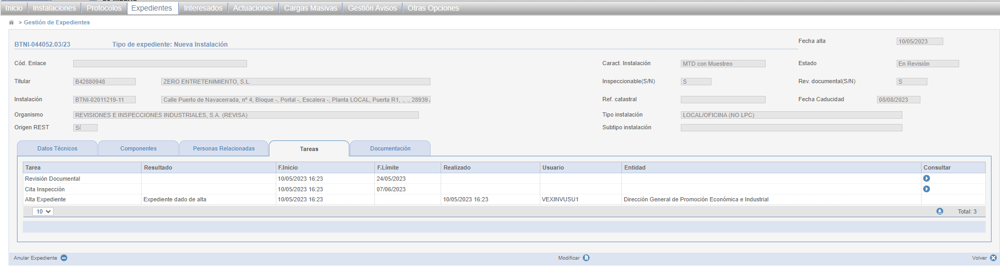 Inicio Instalaciones Protocolos Expedientes Interesados Actuaciones Cargas Masivas Gestión Avisos Otras Opciones
> Gestión de Expedientes
BTNI-044052.03/23 Tipo de expediente: Nueva Instalación Fecha alta 10/05/2023
Cód. Enlace Caract. Instalación MTD con Muestreo Estado En Revisión
Titular B42880948 ZERO ENTRETENIMIENTO, S.L. Inspeccionable(S/N) S Rev. documental(S/N) S
Instalación BTNI-02011219-11 Calle Puerto de Navacerrada, nº 4, Bloque -, Portal -, Escalera -, Planta LOCAL, Puerta R1, ., ., 28939 Ref. catastral Fecha Caducidad 08/08/2023
Organismo REVISIONES E INSPECCIONES INDUSTRIALES, S.A. (REVISA) Tipo instalación LOCAL/OFICINA (NO LPC)
Origen REST Sí Subtipo instalación
Datos Técnicos Componentes Personas Relacionadas Tareas Documentación
Tarea Resultado F.Inicio F.Límite Realizado Usuario Entidad Consultar
Revisión Documental 10/05/2023 16:23 24/05/2023
Cita Inspección 10/05/2023 16:23 07/06/2023
Alta Expediente Expediente dado de alta 10/05/2023 16:23 10/05/2023 16:23 VEXINVUSU1 Dirección General de Promoción Económica e Industrial
10 Total: 3
Anular Expediente Modificar Volver